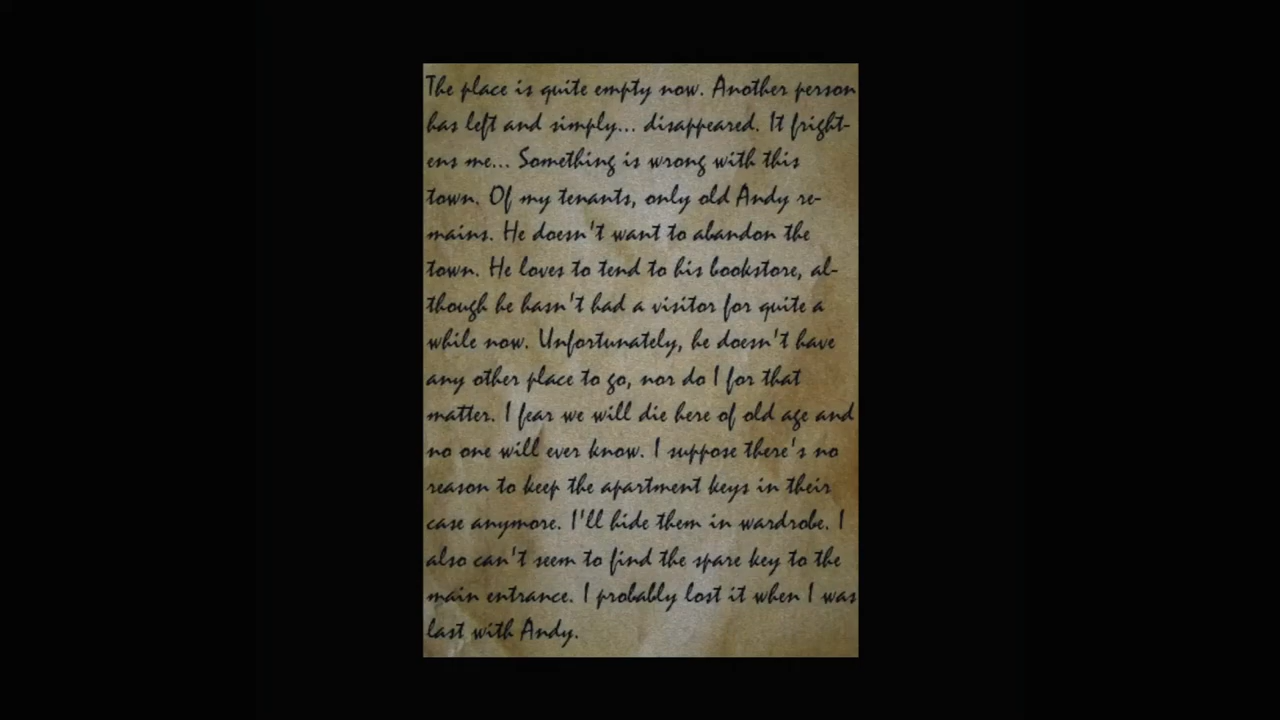 The place is quite empty now. Another person
has left and simply... disappeared. It fright-
ens me... Something is wrong with this
town. Of my tenants, only old Andy re-
mains. He doesn't want to abandon the
town. He loves to tend to his bookstore, al-
though he hasn't had a visitor for quite a
while now. Unfortunately, he doesn't have
any other place to go, nor do I for that
matter. I fear we will die here of old age and
no one will ever know. I suppose there's no
reason to keep the apartment keys in their
case anymore. I'll hide them in wardrobe. I
also can't seem to find the spare key to the
main entrance. I probably lost it when I was
last with Andy.